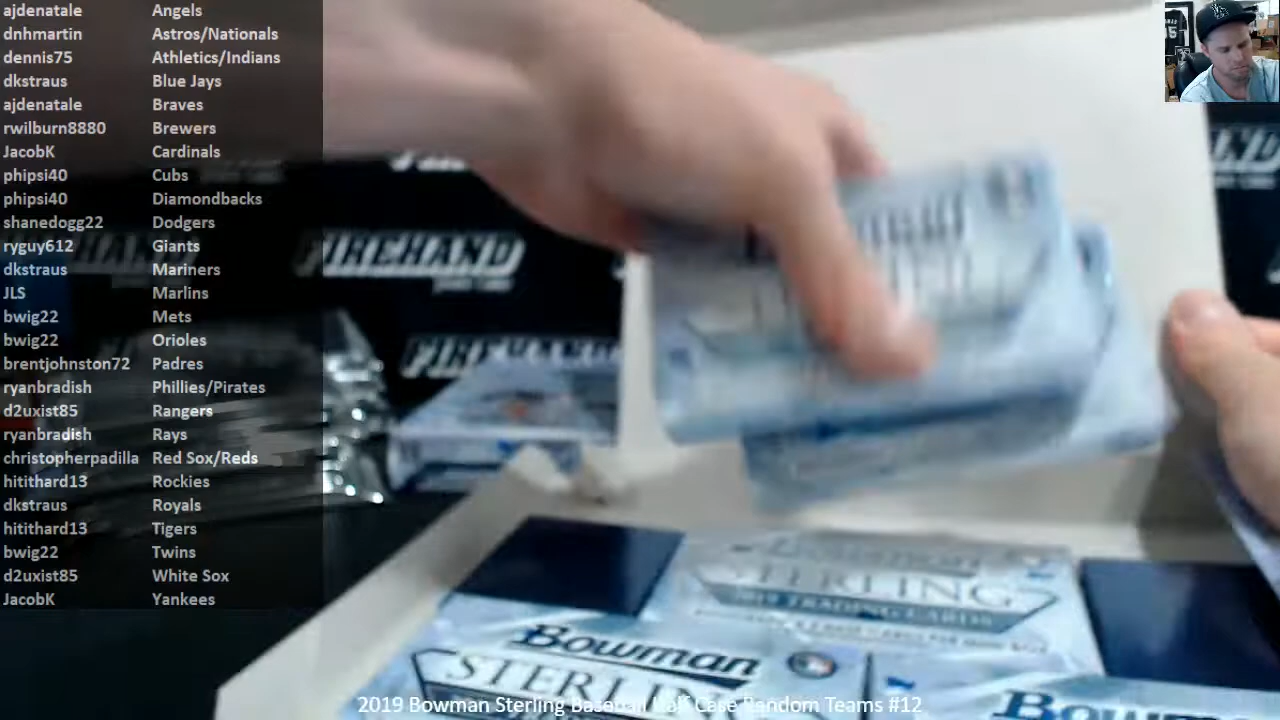 ajdenatale Angels
dnhmartin Astros/Nationals
dennis75 Athletics/Indians
dkstraus Blue Jays
ajdenatale Braves
rwilburn8880 Brewers
JacobK Cardinals
phipsi40 Cubs
phipsi40 Diamondbacks
shanedogg22 Dodgers
ryguy612 Giants
dkstraus Mariners
JLS Marlins
bwig22 Mets
bwig22 Orioles
brentjohnston72 Padres
ryanbradish Phillies/Pirates
d2uxist85 Rangers
ryanbradish Rays
christopherpadilla Red Sox/Reds
hitithard13 Rockies
dkstraus Royals
hitithard13 Tigers
bwig22 Twins
d2uxist85 White Sox
JacobK Yankees
FIREHAND
FIREHAND
Bowman
STERLING
2019 TRADING CARDS
Bowman
STERLING
Bowman
2019 Bowman Sterling Baseball Half Case Random Teams #12